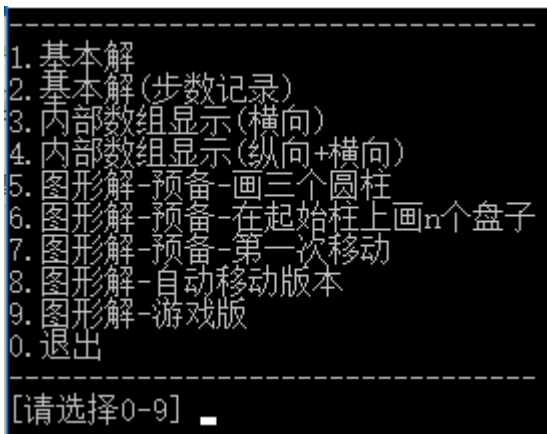 ---------------------------------
1.基本解
2.基本解(步数记录)
3.内部数组显示(横向)
4.内部数组显示(纵向+横向)
5.图形解-预备-画三个圆柱
6.图形解-预备-在起始柱上画n个盘子
7.图形解-预备-第一次移动
8.图形解-自动移动版本
9.图形解-游戏版
0.退出
---------------------------------
[请选择0-9]